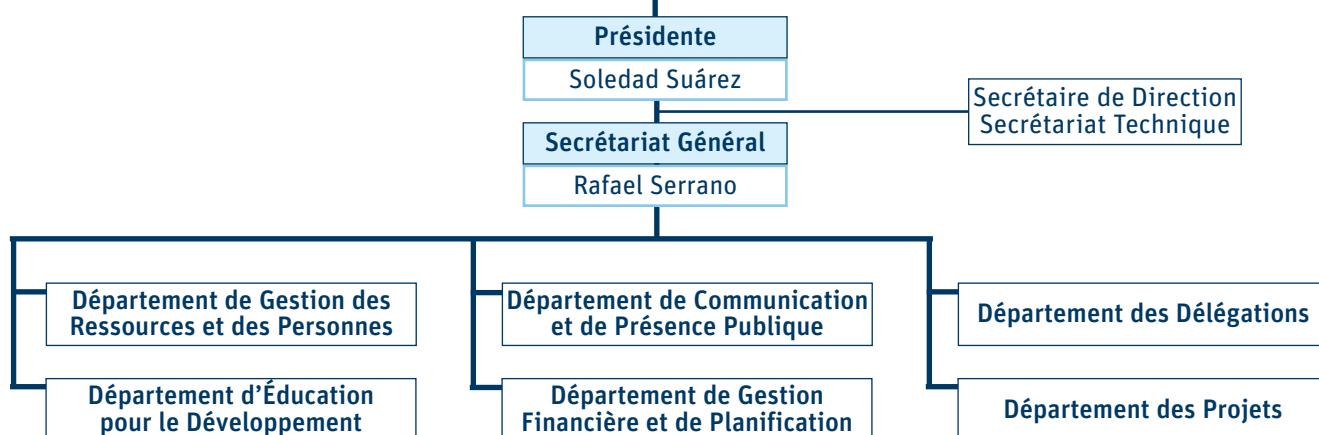 Présidente
Soledad Suárez
Secrétaire de Direction
Secrétariat Technique
Secrétariat Général
Rafael Serrano
Département de Gestion des
Ressources et des Personnes
Département de Communication
et de Présence Publique
Département des Délégations
Département d'Éducation
pour le Développement
Département de Gestion
Financière et de Planification
Département des Projets